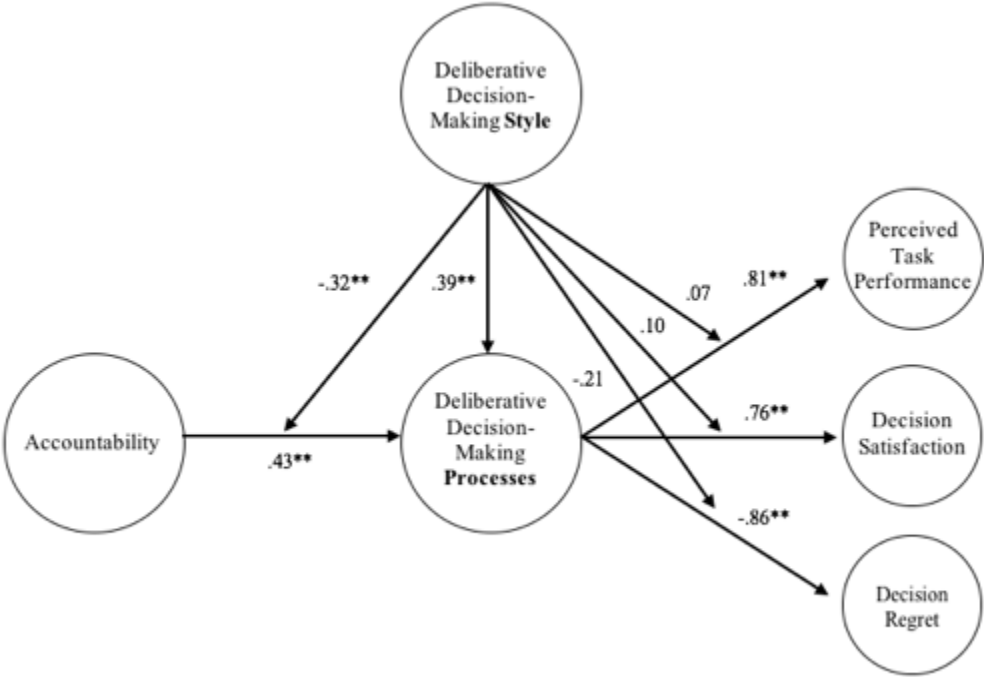 Deliberative
Decision-
Making Style
Perceived
Task
Performance
-.32**
.39**
.07
.81**
.10
-.21
Accountability
.43**
Deliberative
Decision-
Making
Processes
.76**
Decision
Satisfaction
-.86**
Decision
Regret